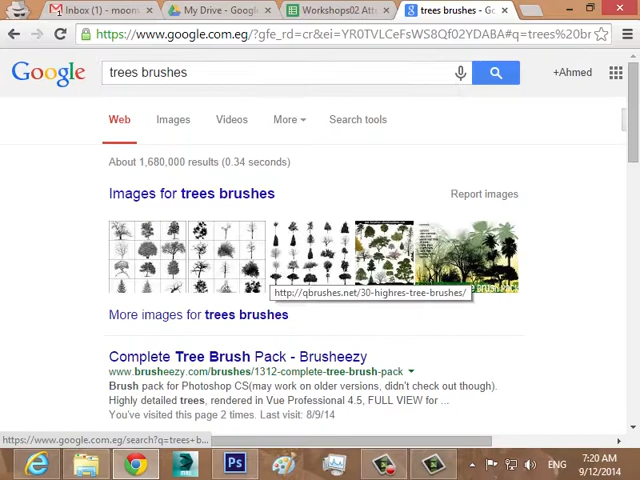 Inbox (1) - moon
My Drive - Google
Workshops02 Atte
trees brushes - Go
https://www.google.com.eg/?gfe_rd=cr&ei=YR0TVLCeFsWS8Qf02YDABA#q=trees%20br
Google
trees brushes
+Ahmed
Web
Images
Videos
More
Search tools
About 1,680,000 results (0.34 seconds)
Images for trees brushes
Report images
http://qbrushes.net/30-highres-tree-brushes/
More images for trees brushes
Complete Tree Brush Pack - Brusheezy
www.brusheezy.com/brushes/1312-complete-tree-brush-pack
Brush pack for Photoshop CS(may work on older versions, didn't check out though).
Highly detailed trees, rendered in Vue Professional 4.5, FULL VIEW for ...
You've visited this page 2 times. Last visit: 8/9/14
https://www.google.com.eg/search?q=trees+b...
Ps
ENG
7:20 AM
9/12/2014